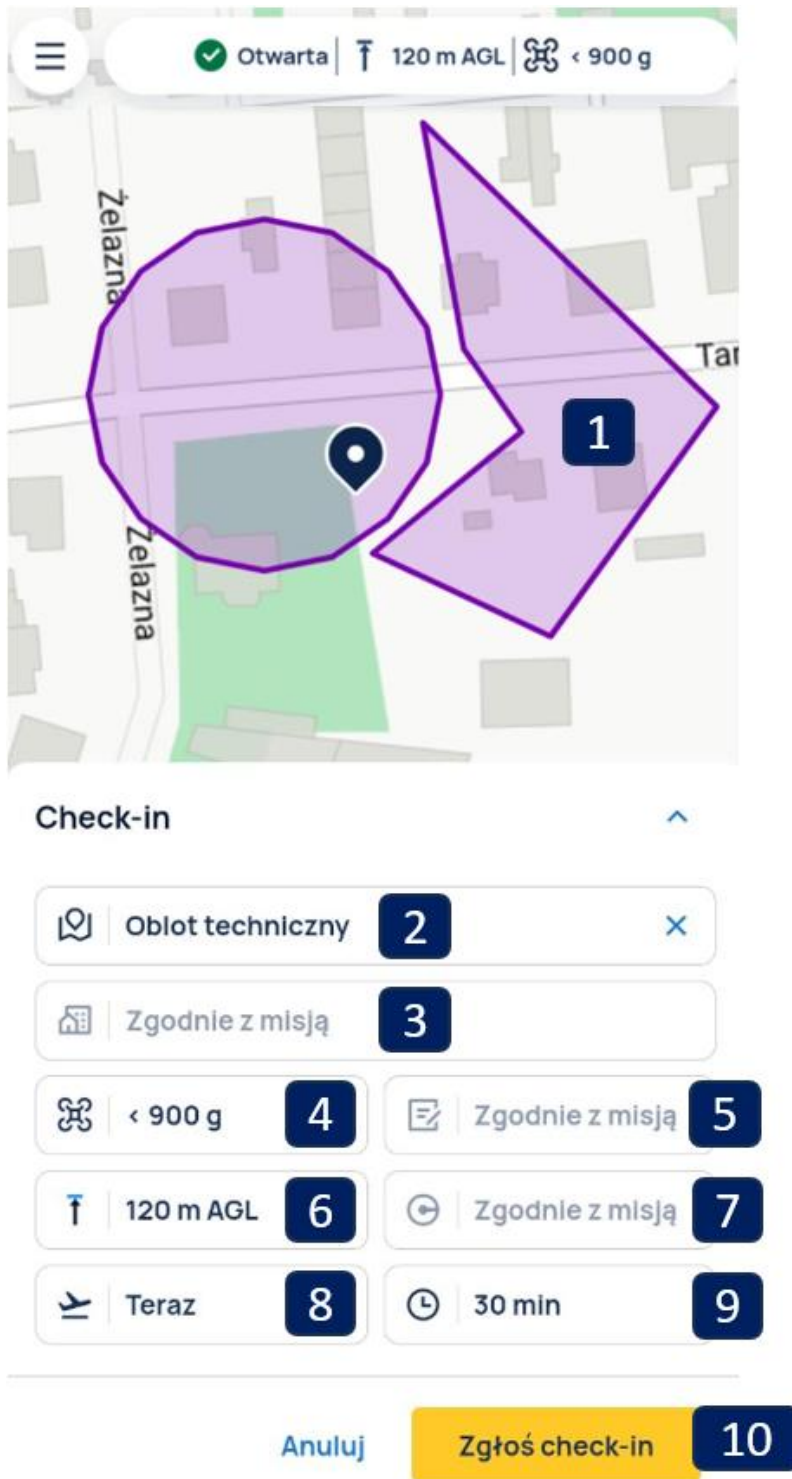 Otwarta 120 m AGL < 900 g
Żelazna
Tar
1
Żelazna
Check-in
Oblot techniczny 2
Zgodnie z misją 3
< 900 g 4 Zgodnie z misją 5
120 m AGL 6 Zgodnie z misją 7
Teraz 8 30 min 9
Anuluj Zgłoś check-in 10